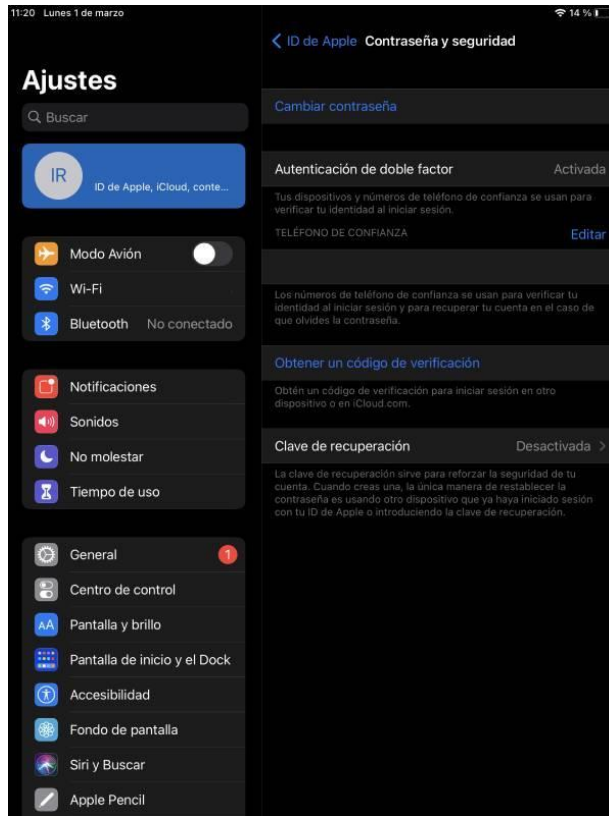 11:20 Lunes 1 de marzo
14 %
Ajustes
Buscar
IR
ID de Apple, iCloud, conte...
Modo Avión
Wi-Fi
Bluetooth No conectado
Notificaciones
Sonidos
No molestar
Tiempo de uso
General 1
Centro de control
AA Pantalla y brillo
Pantalla de inicio y el Dock
Accesibilidad
Fondo de pantalla
Siri y Buscar
Apple Pencil
ID de Apple Contraseña y seguridad
Cambiar contraseña
Autenticación de doble factor Activada
Tus dispositivos y números de teléfono de confianza se usan para
verificar tu identidad al iniciar sesión.
TELÉFONO DE CONFIANZA Editar
Los números de teléfono de confianza se usan para verificar tu
identidad al iniciar sesión y para recuperar tu cuenta en el caso de
que olvides la contraseña.
Obtener un código de verificación
Obtén un código de verificación para iniciar sesión en otro
dispositivo o en iCloud.com.
Clave de recuperación Desactivada
La clave de recuperación sirve para reforzar la seguridad de tu
cuenta. Cuando creas una, la única manera de restablecer la
contraseña es usando otro dispositivo que ya haya iniciado sesión
con tu ID de Apple o introduciendo la clave de recuperación.